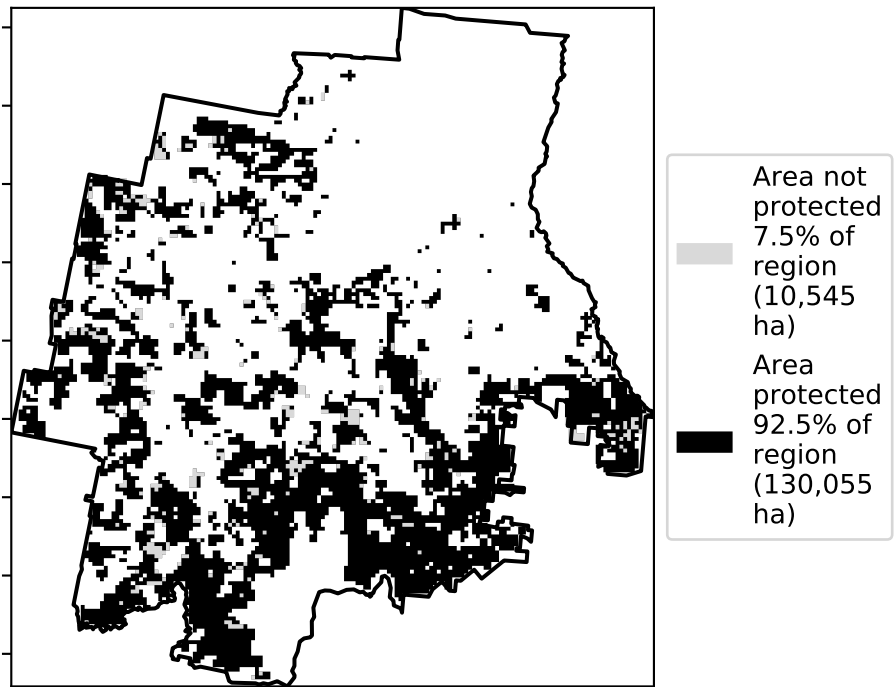 Area not
protected
7.5% of
region
(10,545
ha)
Area
protected
92.5% of
region
(130,055
ha)